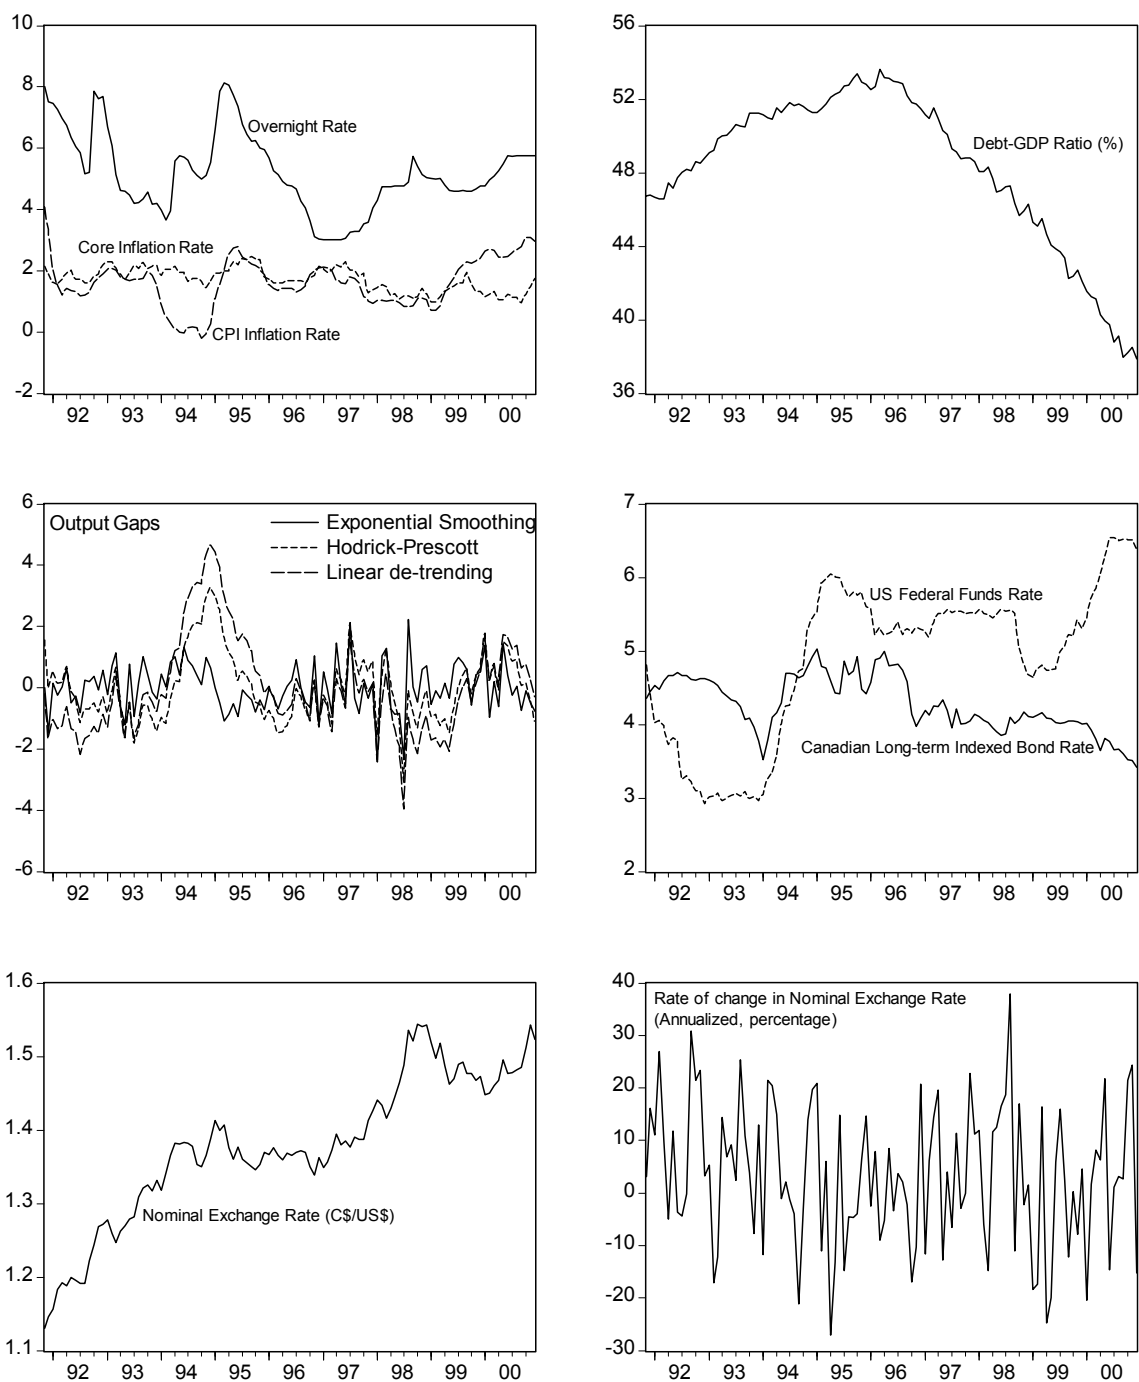 10
8
6
4
2
0
-2
Overnight Rate
Core Inflation Rate
CPI Inflation Rate
92 93 94 95 96 97 98 99 00
56
52
48
44
40
36
Debt-GDP Ratio (%)
92 93 94 95 96 97 98 99 00
6
4
2
0
-2
-4
-6
Output Gaps
Exponential Smoothing
Hodrick-Prescott
Linear de-trending
92 93 94 95 96 97 98 99 00
7
6
5
4
3
2
US Federal Funds Rate
Canadian Long-term Indexed Bond Rate
92 93 94 95 96 97 98 99 00
1.6
1.5
1.4
1.3
1.2
1.1
Nominal Exchange Rate (C$/US$)
92 93 94 95 96 97 98 99 00
40
30
20
10
0
-10
-20
-30
Rate of change in Nominal Exchange Rate
(Annualized, percentage)
92 93 94 95 96 97 98 99 00